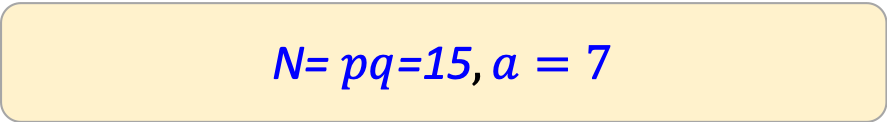 N= pq=15, a = 7